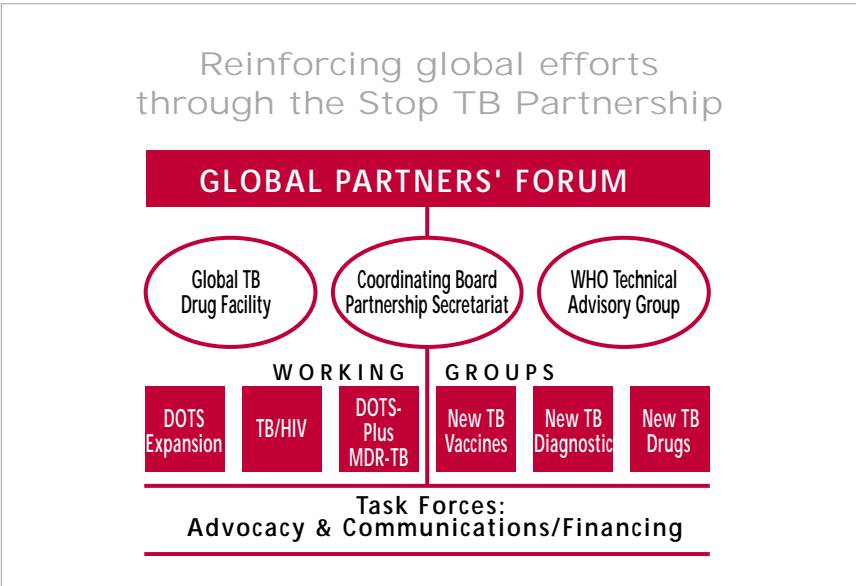 Reinforcing global efforts
through the Stop TB Partnership
GLOBAL PARTNERS' FORUM
Global TB
Drug Facility
Coordinating Board
Partnership Secretariat
WHO Technical
Advisory Group
WORKING GROUPS
DOTS
Expansion
TB/HIV
DOTS-
Plus
MDR-TB
New TB
Vaccines
New TB
Diagnostic
New TB
Drugs
Task Forces:
Advocacy & Communications/Financing